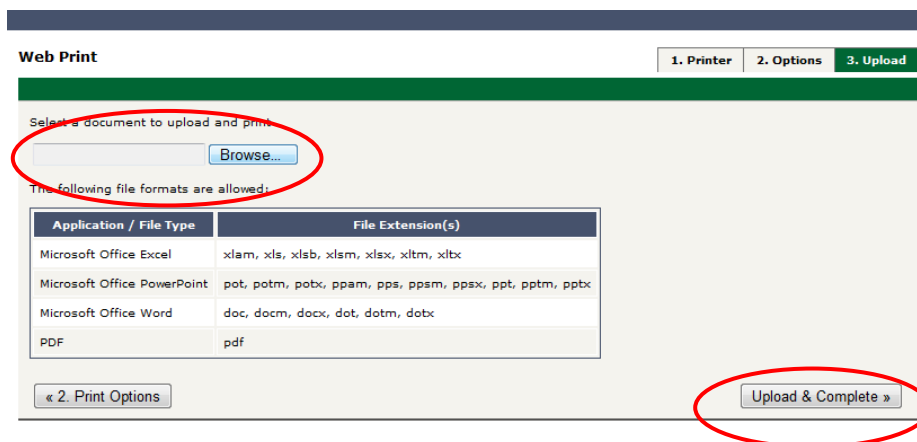 Web Print
1. Printer 2. Options 3. Upload
Select a document to upload and print
Browse...
The following file formats are allowed:
Application / File Type File Extension(s)
Microsoft Office Excel xlam, xls, xlsb, xlsm, xlsx, xltm, xltx
Microsoft Office PowerPoint pot, potm, potx, ppam, pps, ppsm, ppsx, ppt, pptm, pptx
Microsoft Office Word doc, docm, docx, dot, dotm, dotx
PDF pdf
« 2. Print Options Upload & Complete »